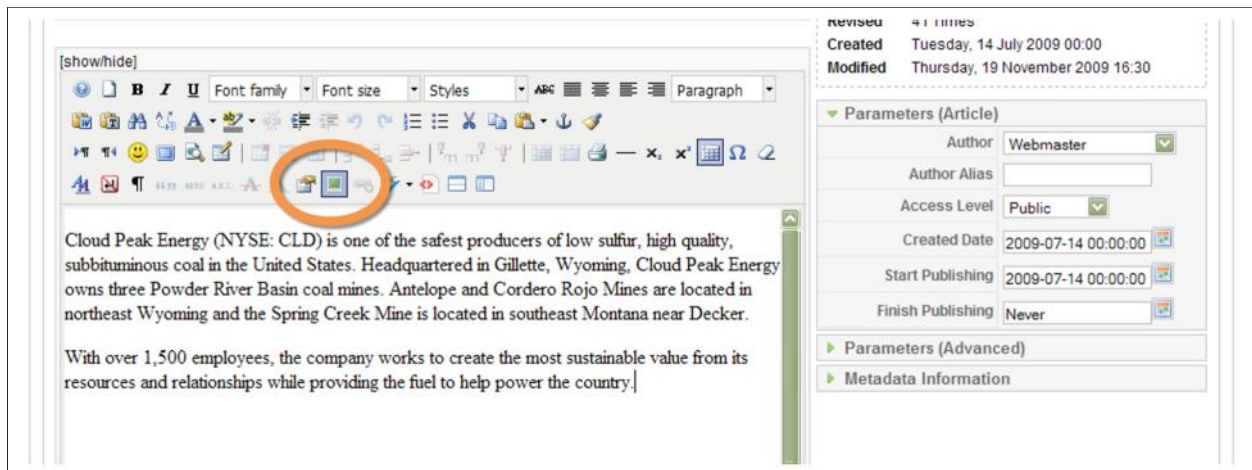 Revised 41 Times
Created Tuesday, 14 July 2009 00:00
Modified Thursday, 19 November 2009 16:30
[show/hide]
B I U Font family Font size Styles ABC Paragraph
Parameters (Article)
Author Webmaster
Author Alias
Access Level Public
Created Date 2009-07-14 00:00:00
Start Publishing 2009-07-14 00:00:00
Finish Publishing Never
Parameters (Advanced)
Metadata Information
Cloud Peak Energy (NYSE: CLD) is one of the safest producers of low sulfur, high quality,
subbituminous coal in the United States. Headquartered in Gillette, Wyoming, Cloud Peak Energy
owns three Powder River Basin coal mines. Antelope and Cordero Rojo Mines are located in
northeast Wyoming and the Spring Creek Mine is located in southeast Montana near Decker.
With over 1,500 employees, the company works to create the most sustainable value from its
resources and relationships while providing the fuel to help power the country.